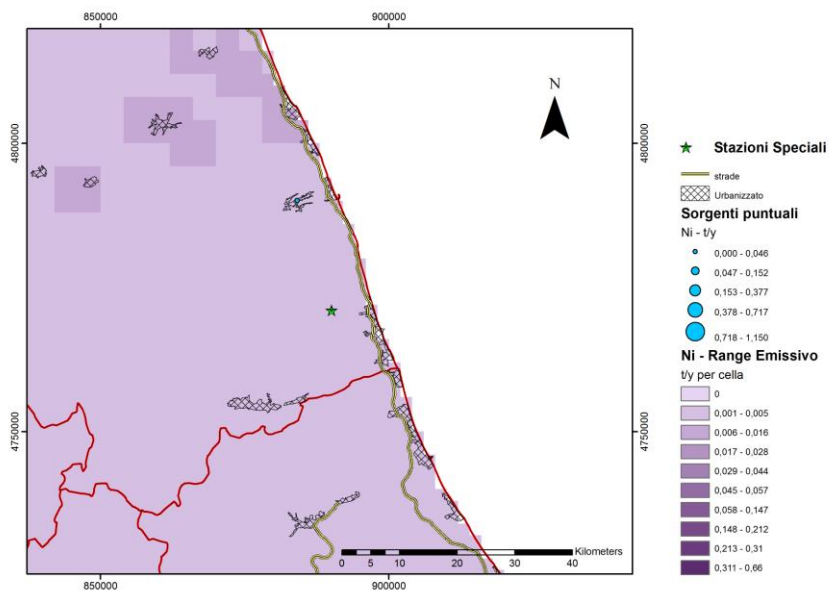 850000 900000
N
4800000 4800000
4750000 4750000
Kilometers
0 5 10 20 30 40
850000 900000
Stazioni Speciali
strade
Urbanizzato
Sorgenti puntuali
Ni - t/y
0,000 - 0,046
0,047 - 0,152
0,153 - 0,377
0,378 - 0,717
0,718 - 1,150
Ni - Range Emissivo
t/y per cella
0
0,001 - 0,005
0,006 - 0,016
0,017 - 0,028
0,029 - 0,044
0,045 - 0,057
0,058 - 0,147
0,148 - 0,212
0,213 - 0,31
0,311 - 0,66